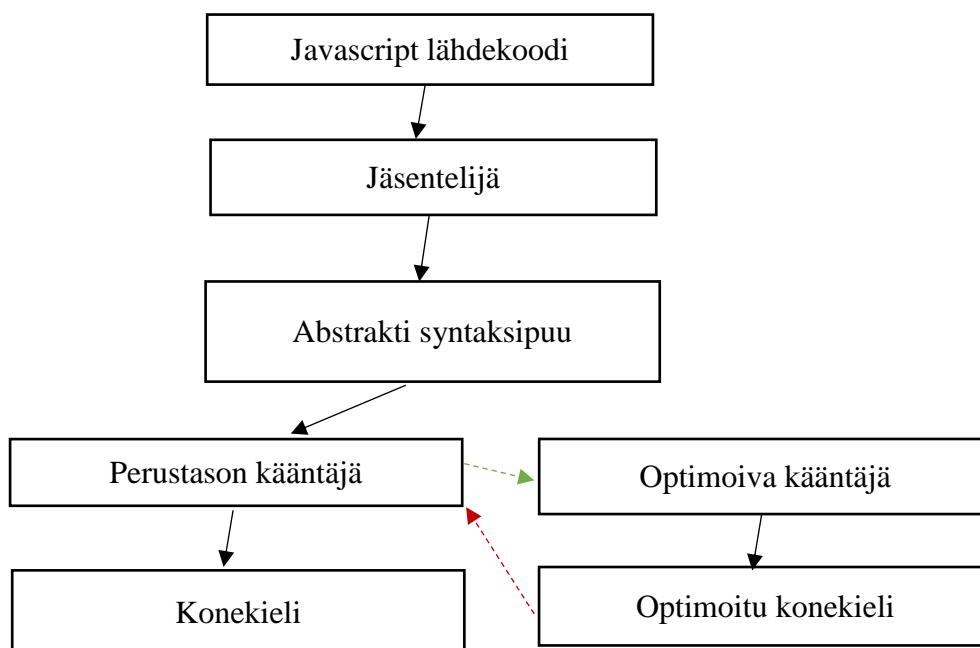 Javascript lähdekoodi
Jäsentelijä
Abstrakti syntaksipuu
Perustason kääntäjä
Optimoiva kääntäjä
Konekieli
Optimoitu konekieli